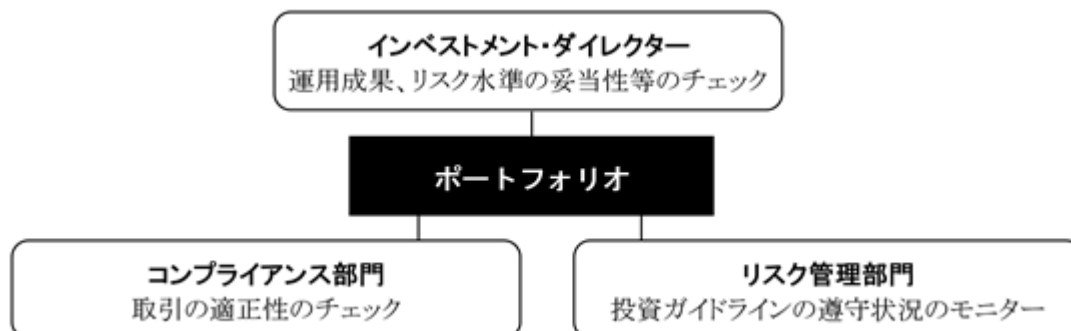 インベストメント・ダイレクター
運用成果、リスク水準の妥当性等のチェック
ポートフォリオ
コンプライアンス部門
取引の適正性のチェック
リスク管理部門
投資ガイドラインの遵守状況のモニター